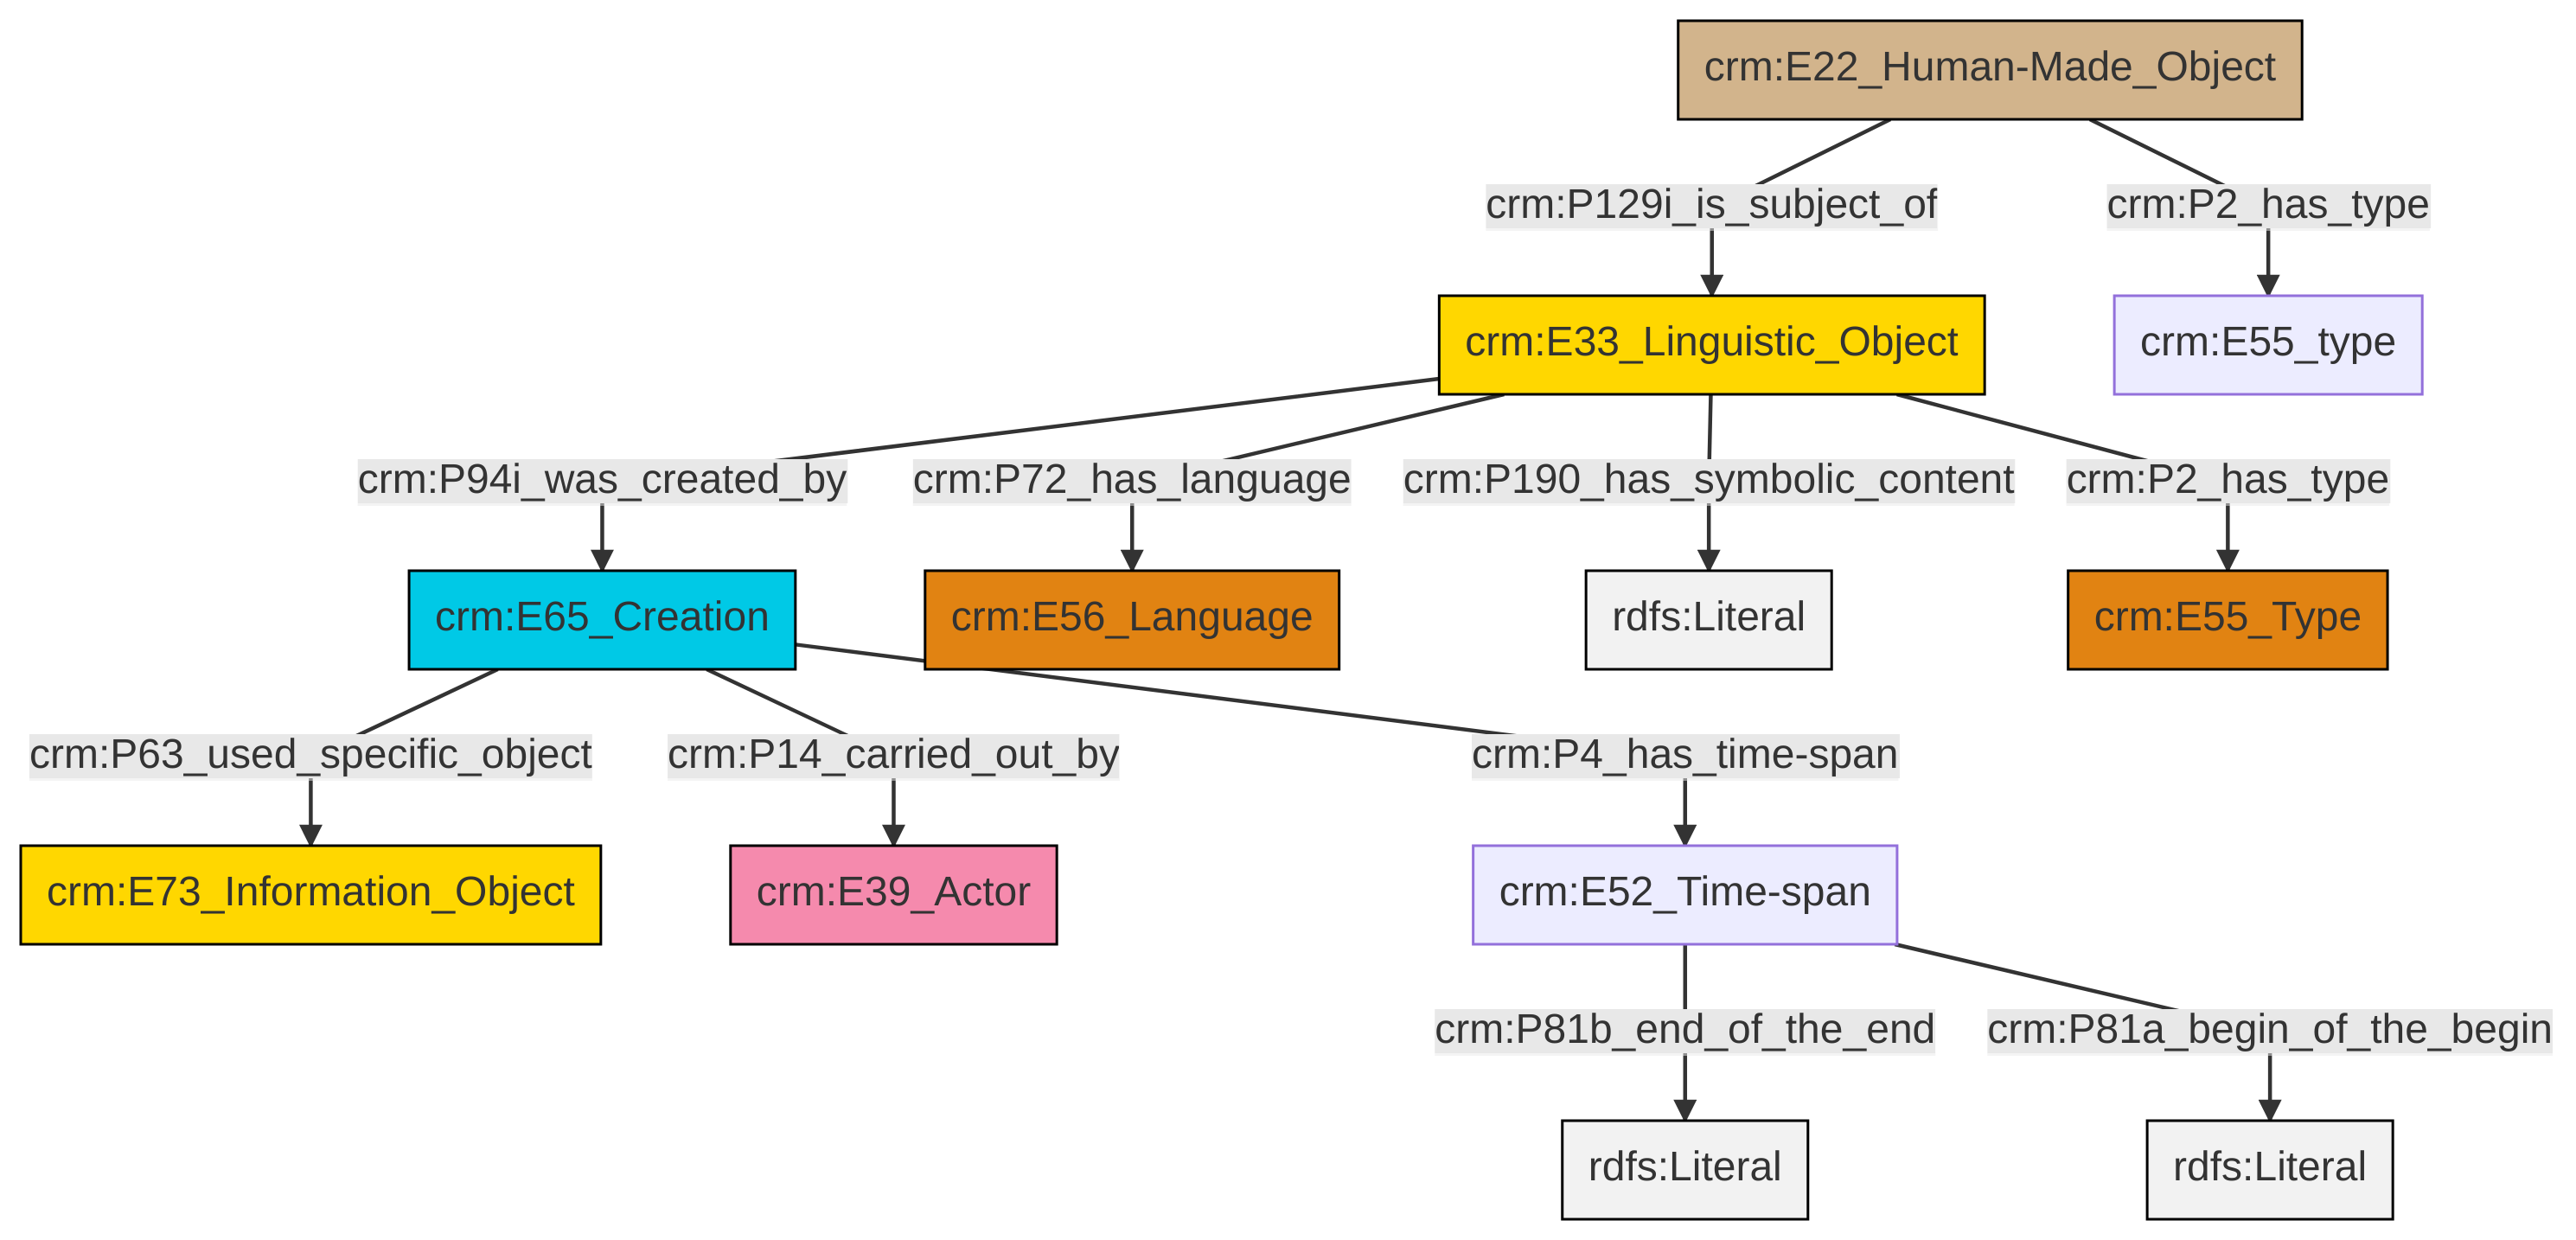 crm:E22_Human-Made_Object
crm:P129i_is_subject_of
crm:P2_has_type
crm:E33_Linguistic_Object
crm:E55_type
crm:P94i_was_created_by
crm:P72_has_language
crm:P190_has_symbolic_content
crm:P2_has_type
crm:E65_Creation
crm:E56_Language
rdfs:Literal
crm:E55_Type
crm:P63_used_specific_object
crm:P14_carried_out_by
crm:P4_has_time-span
crm:E73_Information_Object
crm:E39_Actor
crm:E52_Time-span
crm:P81b_end_of_the_end
crm:P81a_begin_of_the_begin
rdfs:Literal
rdfs:Literal